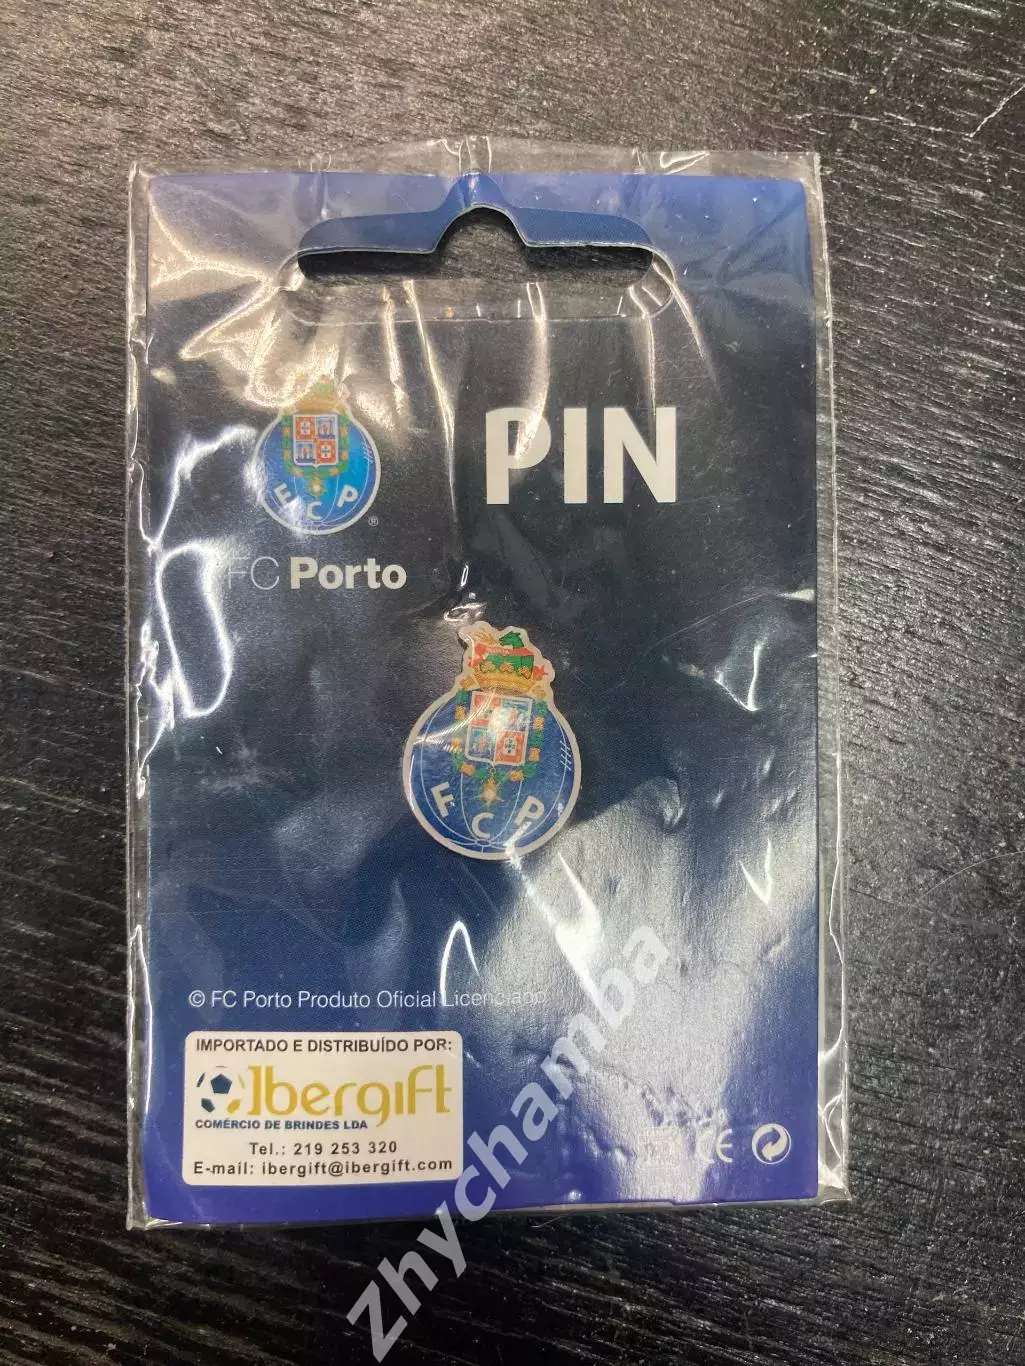 PIN
FCP
®
FC Porto
FCP
© FC Porto Produto Oficial Licenciado
IMPORTADO E DISTRIBUÍDO POR:
Ibergift
COMÉRCIO DE BRINDES LDA
Tel.: 219 253 320
E-mail: ibergift@ibergift.com
CE
zhychamba